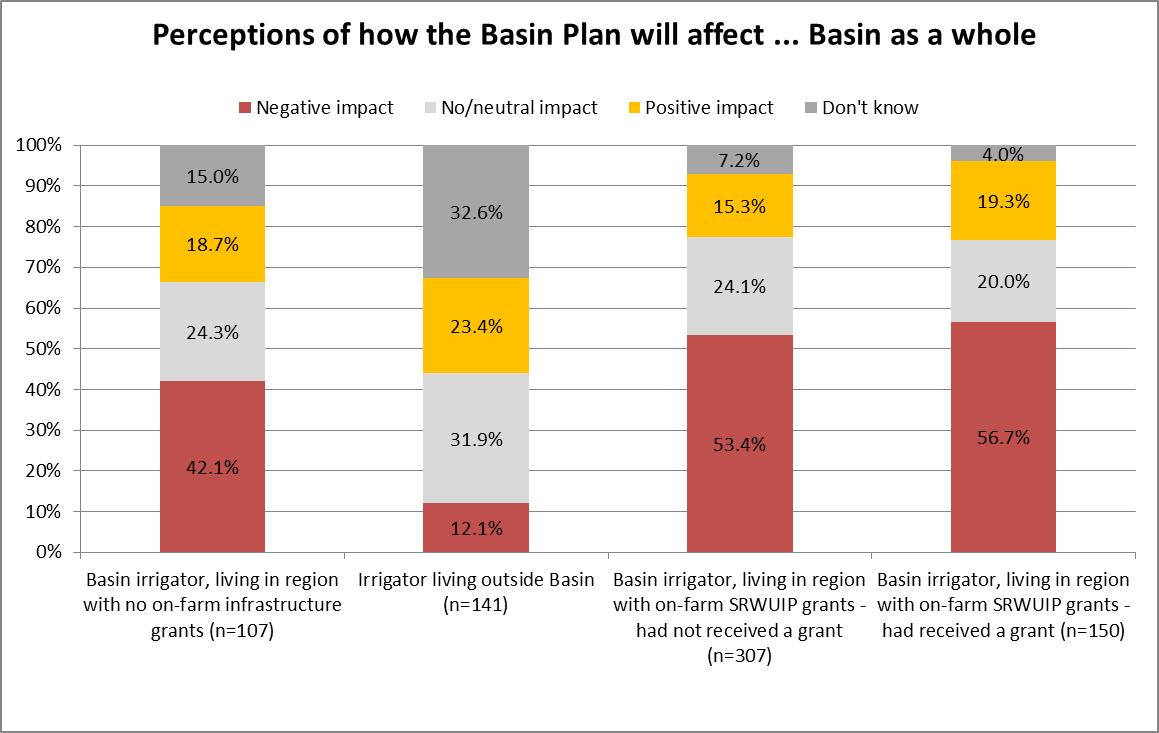 Perceptions of how the Basin Plan will affect ... Basin as a whole
Negative impact
No/neutral impact
Positive impact
Don't know
100%
90%
80%
70%
60%
50%
40%
30%
20%
10%
0%
15.0%
18.7%
24.3%
42.1%
32.6%
23.4%
31.9%
12.1%
7.2%
15.3%
24.1%
53.4%
4.0%
19.3%
20.0%
56.7%
Basin irrigator, living in region
with no on-farm infrastructure
grants (n=107)
Irrigator living outside Basin
(n=141)
Basin irrigator, living in region
with on-farm SRWUIP grants -
had not received a grant
(n=307)
Basin irrigator, living in region
with on-farm SRWUIP grants -
had received a grant (n=150)